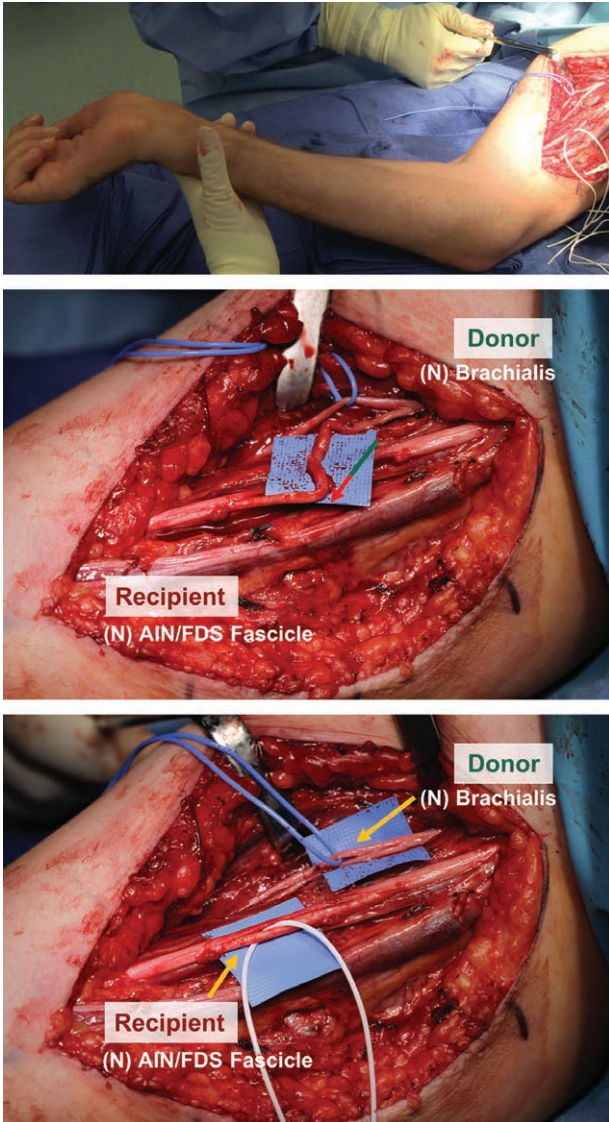 Donor
(N) Brachialis
Recipient
(N) AIN/FDS Fascicle
Donor
(N) Brachialis
Recipient
(N) AIN/FDS Fascicle